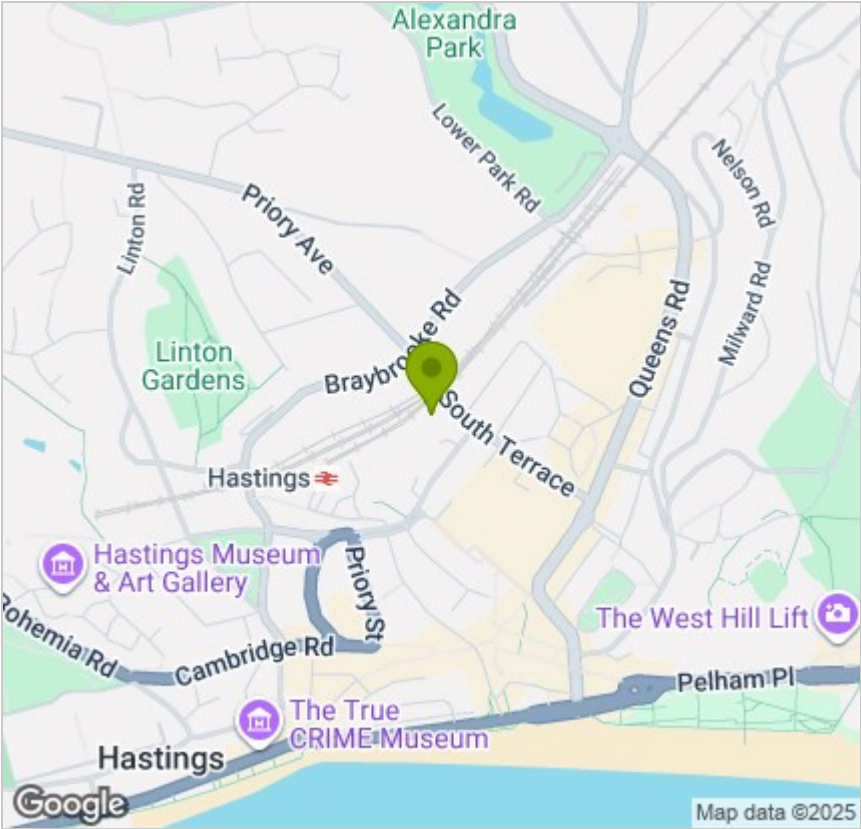 Alexandra
Park
Lower Park Rd
Nelson Rd
Linton Rd
Priory Ave
Milward Rd
Queens Rd
Braybrooke Rd
Linton
Gardens
South Terrace
Hastings
Hastings Museum
& Art Gallery
Priory St
The West Hill Lift
Bohemia Rd
Cambridge Rd
Pelham Pl
The True
CRIME Museum
Hastings
Google
Map data ©2025